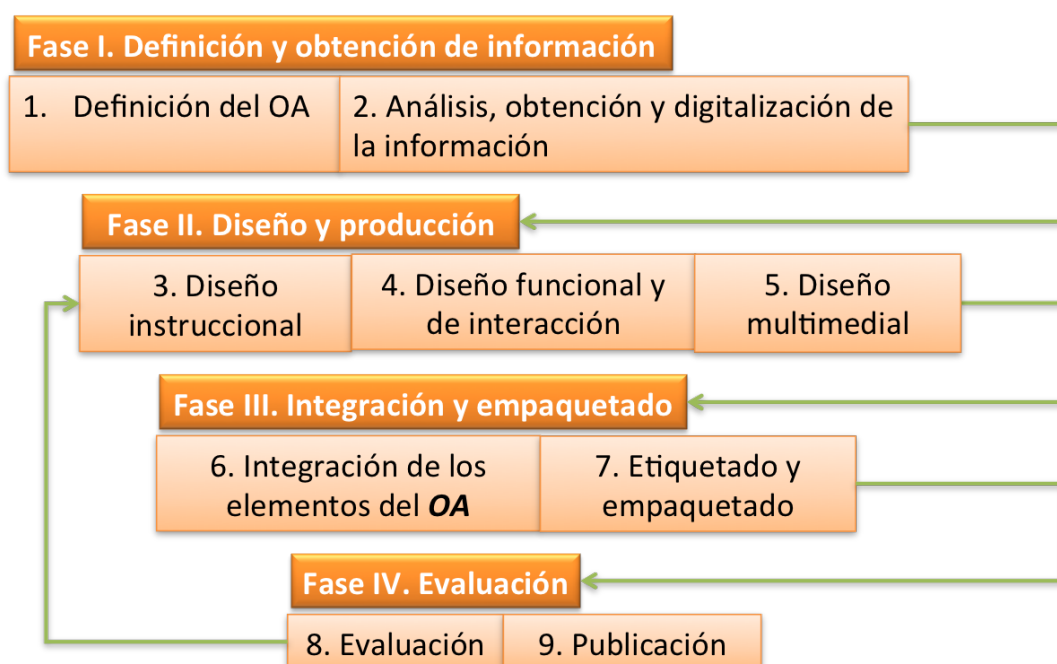 Fase I. Definición y obtención de información
1. Definición del OA
2. Análisis, obtención y digitalización de
la información
Fase II. Diseño y producción
3. Diseño
instruccional
4. Diseño funcional y
de interacción
5. Diseño
multimedial
Fase III. Integración y empaquetado
6. Integración de los
elementos del OA
7. Etiquetado y
empaquetado
Fase IV. Evaluación
8. Evaluación
9. Publicación